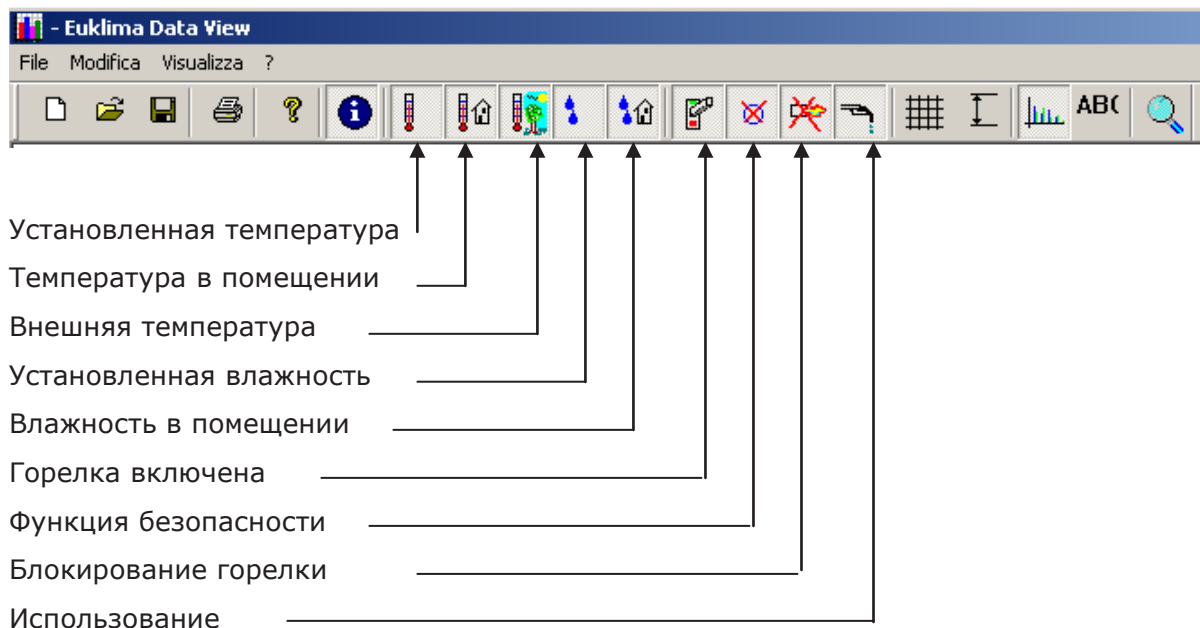 - Euklima Data View
File Modifica Visualizza ?
ABC
Установленная температура
Температура в помещении
Внешняя температура
Установленная влажность
Влажность в помещении
Горелка включена
Функция безопасности
Блокирование горелки
Использование